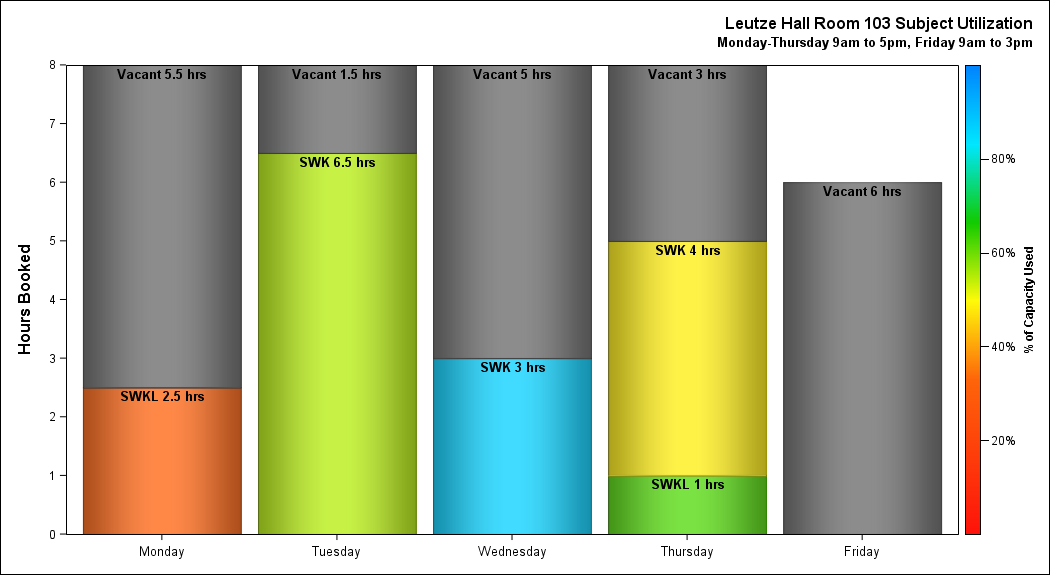 Leutze Hall Room 103 Subject Utilization
Monday-Thursday 9am to 5pm, Friday 9am to 3pm
Hours Booked
8
7
6
5
4
3
2
1
0
Vacant 5.5 hrs
SWKL 2.5 hrs
Vacant 1.5 hrs
SWK 6.5 hrs
Vacant 5 hrs
SWK 3 hrs
Vacant 3 hrs
SWK 4 hrs
SWKL 1 hrs
Vacant 6 hrs
Monday
Tuesday
Wednesday
Thursday
Friday
80%
60%
40%
20%
% of Capacity Used